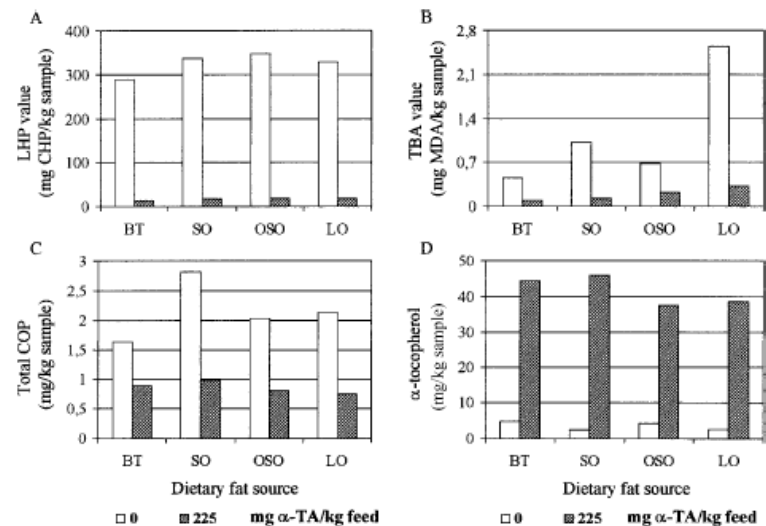 A
LHP value
(mg CHP/kg sample)
400
300
200
100
0
BT SO OSO LO
B
TBA value
(mg MDA/kg sample)
2,8
2,1
1,4
0,7
0
BT SO OSO LO
C
Total COP
(mg/kg sample)
3
2,5
2
1,5
1
0,5
0
BT SO OSO LO
Dietary fat source
D
α-tocopherol
(mg/kg sample)
50
40
30
20
10
0
BT SO OSO LO
Dietary fat source
0 225 mg α-TA/kg feed
0 225 mg α-TA/kg feed